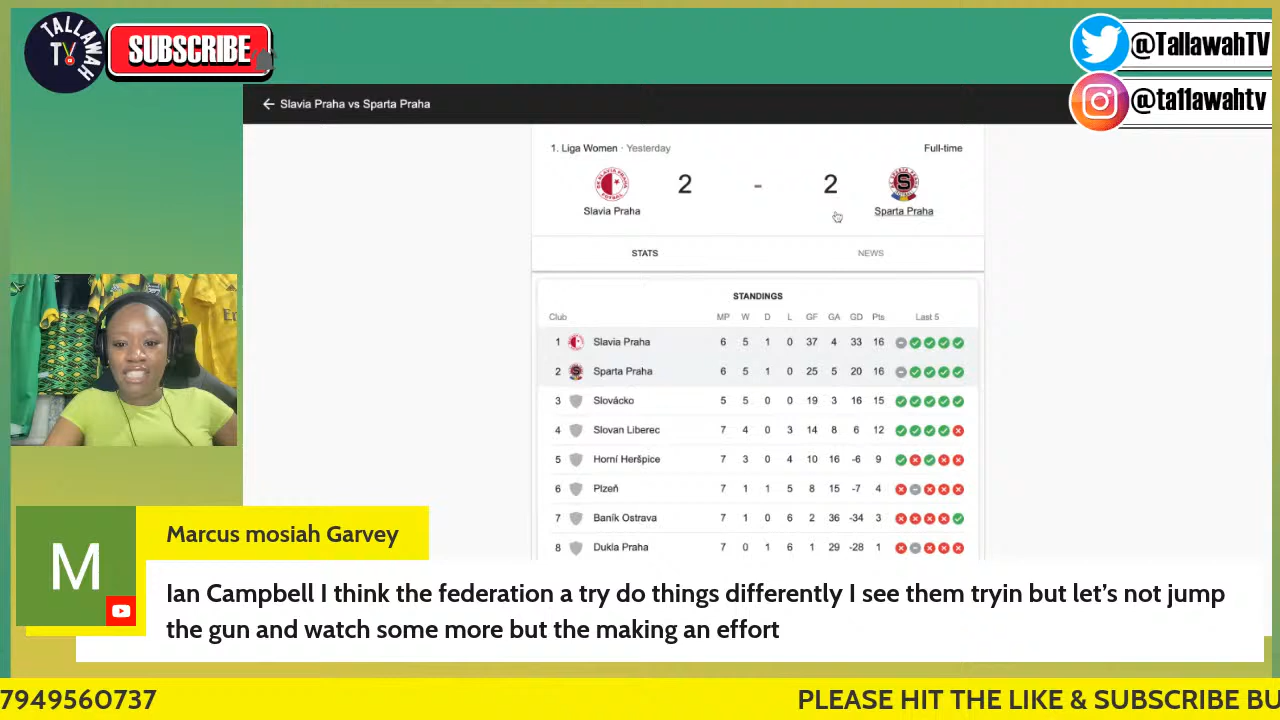 TALLAWAH
TV
SUBSCRIBE
@TallawahTV
@ta11awahtv
Slavia Praha vs Sparta Praha
1. Liga Women · Yesterday
Full-time
2 - 2
Slavia Praha
Sparta Praha
STATS
NEWS
STANDINGS
Club MP W D L GF GA GD Pts Last 5
1 Slavia Praha 6 5 1 0 37 4 33 16
2 Sparta Praha 6 5 1 0 25 5 20 16
3 Slovácko 5 5 0 0 19 3 16 15
4 Slovan Liberec 7 4 0 3 14 8 6 12
5 Horní Heršpice 7 3 0 4 10 16 -6 9
6 Plzeň 7 1 1 5 8 15 -7 4
7 Baník Ostrava 7 1 0 6 2 36 -34 3
8 Dukla Praha 7 0 1 6 1 29 -28 1
M
Marcus mosiah Garvey
Ian Campbell I think the federation a try do things differently I see them tryin but let's not jump
the gun and watch some more but the making an effort
7949560737
PLEASE HIT THE LIKE & SUBSCRIBE BU